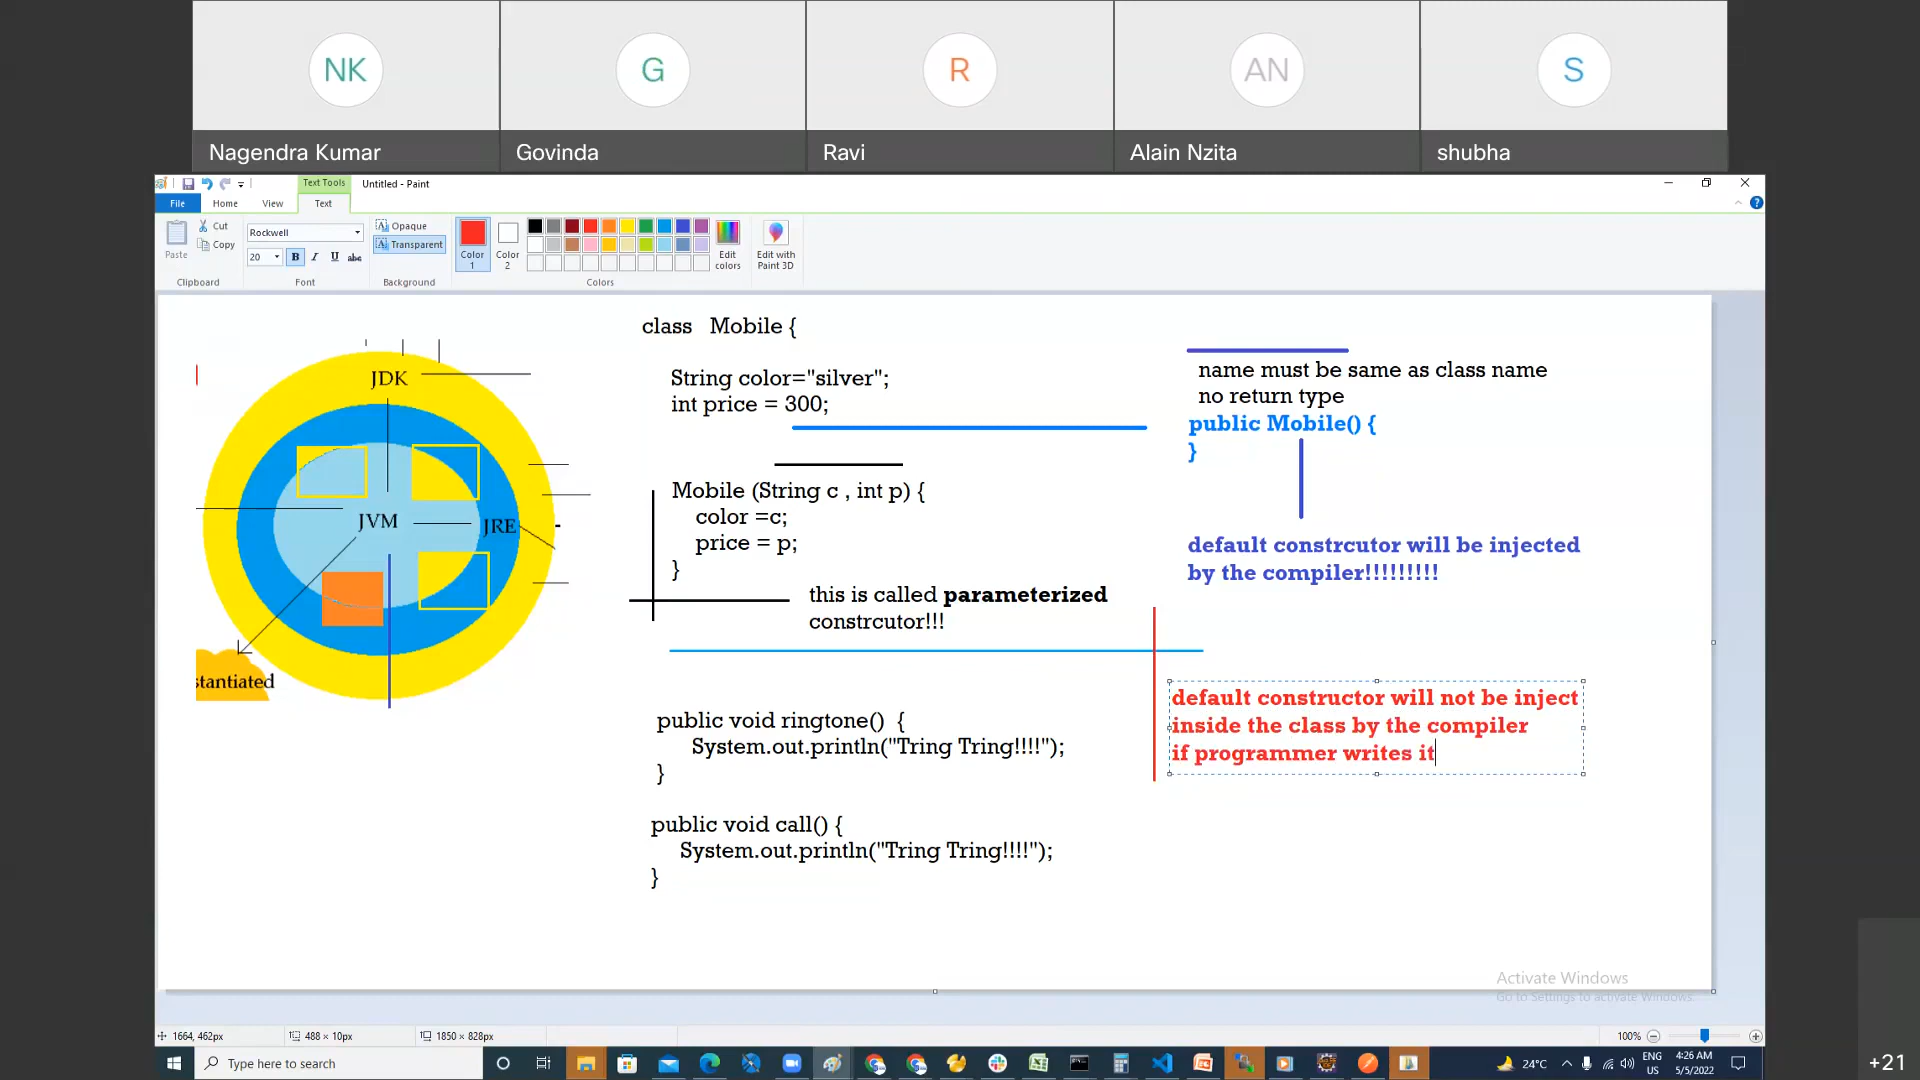 NK
G
R
AN
S
Nagendra Kumar
Govinda
Ravi
Alain Nzita
shubha
Text Tools
Untitled - Paint
File
Home
View
Text
Paste
Cut
Copy
Clipboard
Rockwell
20
B
I
U
abc
Font
Opaque
Transparent
Background
Color 1
Color 2
Colors
Edit colors
Edit with Paint 3D
JDK
JVM
JRE
stantiated
class Mobile {
String color="silver";
int price = 300;
Mobile (String c , int p) {
color =c;
price = p;
}
this is called parameterized
constrcutor!!!
public void ringtone() {
System.out.println("Tring Tring!!!!");
}
public void call() {
System.out.println("Tring Tring!!!!");
}
name must be same as class name
no return type
public Mobile() {
}
default constrcutor will be injected
by the compiler!!!!!!!!!
default constructor will not be inject
inside the class by the compiler
if programmer writes it
Activate Windows
Go to Settings to activate Windows.
1664, 462px
488 × 10px
1850 × 828px
100%
Type here to search
24°C
ENG
US
4:26 AM
5/5/2022
+21